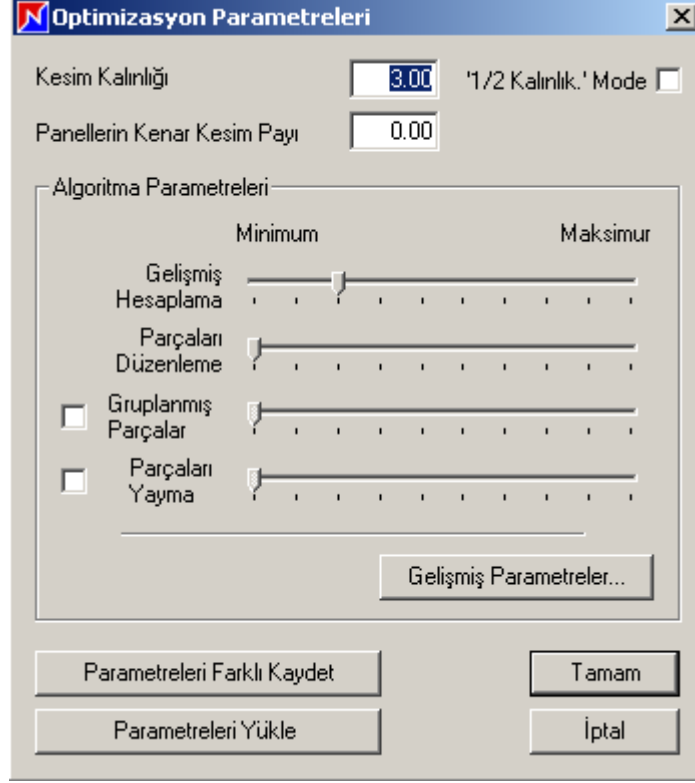 Optimizasyon Parametreleri
Kesim Kalınlığı 3.00 '1/2 Kalınlık.' Mode
Panellerin Kenar Kesim Payı 0.00
Algoritma Parametreleri
Minimum Maksimur
Gelişmiş
Hesaplama
Parçaları
Düzenleme
Gruplanmış
Parçalar
Parçaları
Yayma
Gelişmiş Parametreler...
Parametreleri Farklı Kaydet Tamam
Parametreleri Yükle İptal